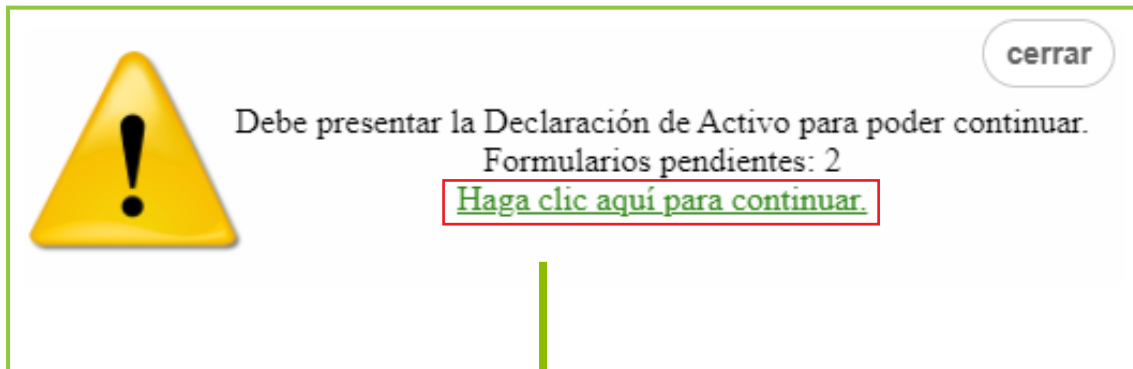 cerrar
Debe presentar la Declaración de Activo para poder continuar.
Formularios pendientes: 2
Haga clic aquí para continuar.